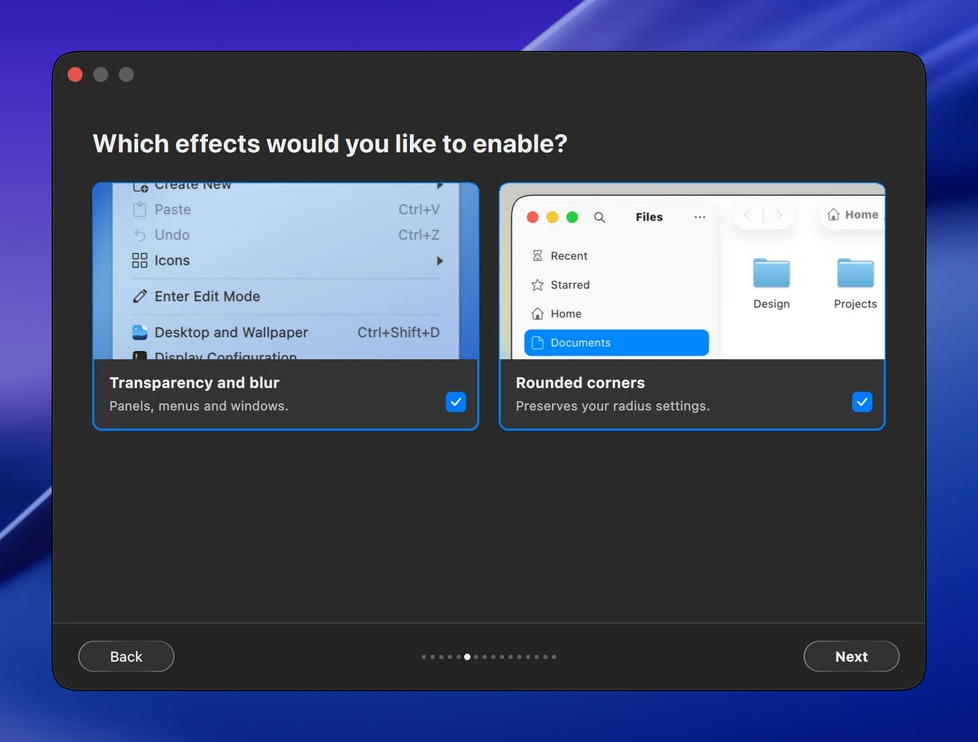 Which effects would you like to enable?
Create New
Paste Ctrl+V
Undo Ctrl+Z
Icons
Enter Edit Mode
Desktop and Wallpaper Ctrl+Shift+D
Display Configuration
Transparency and blur
Panels, menus and windows.
Files
Home
Recent
Starred
Home
Documents
Design
Projects
Rounded corners
Preserves your radius settings.
Back
Next